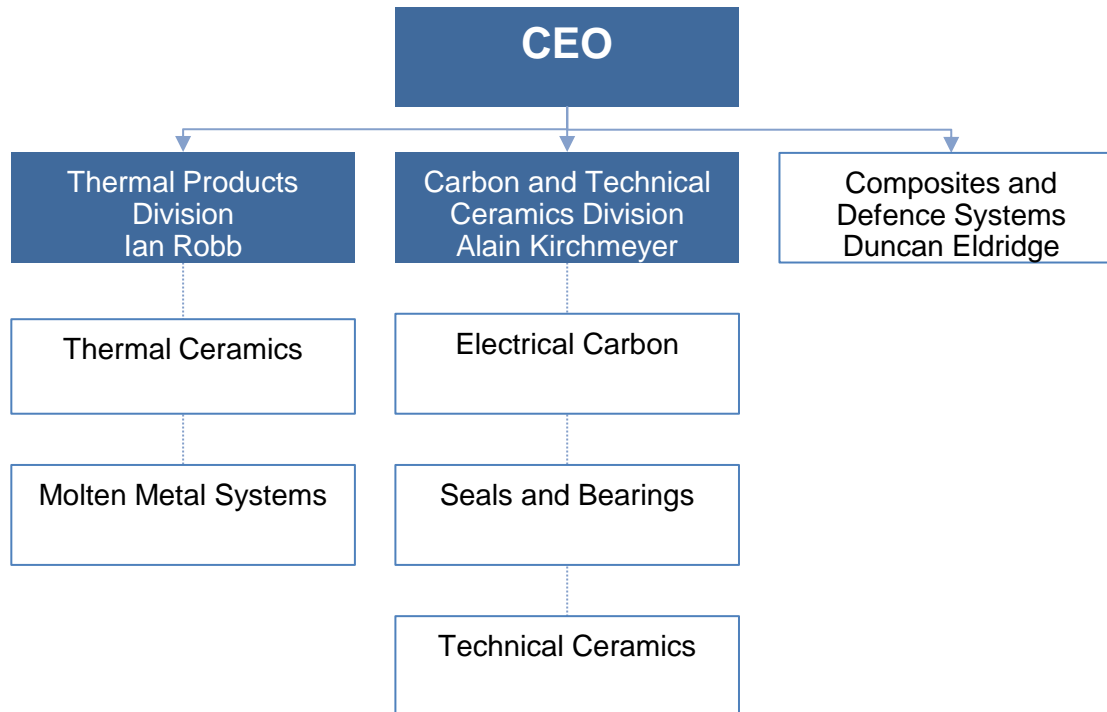 CEO
Thermal Products
Division
Ian Robb
Carbon and Technical
Ceramics Division
Alain Kirchmeyer
Composites and
Defence Systems
Duncan Eldridge
Thermal Ceramics
Electrical Carbon
Molten Metal Systems
Seals and Bearings
Technical Ceramics